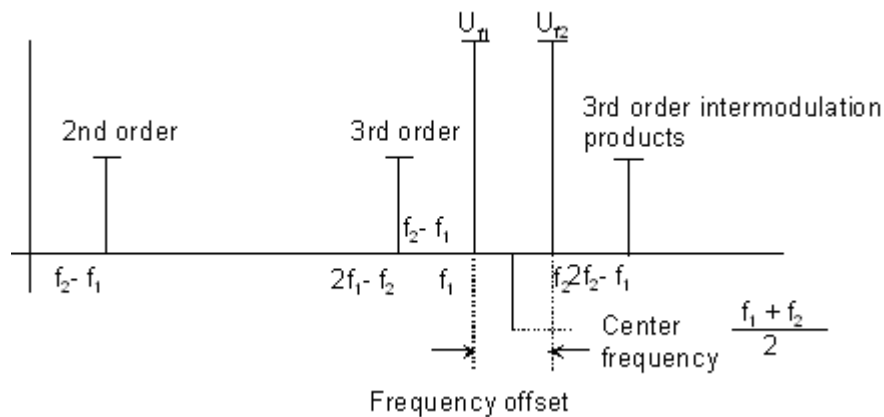 U_f1 U_f2
2nd order
3rd order
3rd order intermodulation
products
f₂- f₁
f₂- f₁
2f₁- f₂
f₁
f₂
2f₂- f₁
Center
frequency
f₁ + f₂
2
Frequency offset